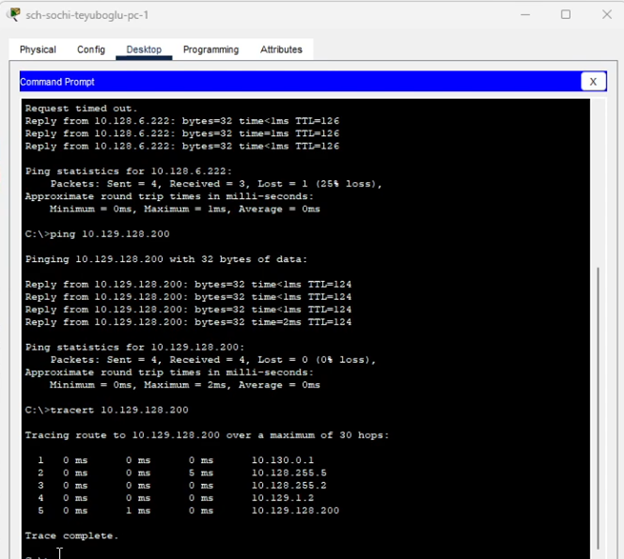 sch-sochi-teyuboglu-pc-1
Physical Config Desktop Programming Attributes
Command Prompt X
Request timed out.
Reply from 10.128.6.222: bytes=32 time<1ms TTL=126
Reply from 10.128.6.222: bytes=32 time=1ms TTL=126
Reply from 10.128.6.222: bytes=32 time<1ms TTL=126
Ping statistics for 10.128.6.222:
Packets: Sent = 4, Received = 3, Lost = 1 (25% loss),
Approximate round trip times in milli-seconds:
Minimum = 0ms, Maximum = 1ms, Average = 0ms
C:\>ping 10.129.128.200
Pinging 10.129.128.200 with 32 bytes of data:
Reply from 10.129.128.200: bytes=32 time<1ms TTL=124
Reply from 10.129.128.200: bytes=32 time<1ms TTL=124
Reply from 10.129.128.200: bytes=32 time<1ms TTL=124
Reply from 10.129.128.200: bytes=32 time=2ms TTL=124
Ping statistics for 10.129.128.200:
Packets: Sent = 4, Received = 4, Lost = 0 (0% loss),
Approximate round trip times in milli-seconds:
Minimum = 0ms, Maximum = 2ms, Average = 0ms
C:\>tracert 10.129.128.200
Tracing route to 10.129.128.200 over a maximum of 30 hops:
1 0 ms 0 ms 0 ms 10.130.0.1
2 0 ms 0 ms 5 ms 10.128.255.5
3 0 ms 0 ms 0 ms 10.128.255.2
4 0 ms 0 ms 0 ms 10.129.1.2
5 0 ms 1 ms 0 ms 10.129.128.200
Trace complete.